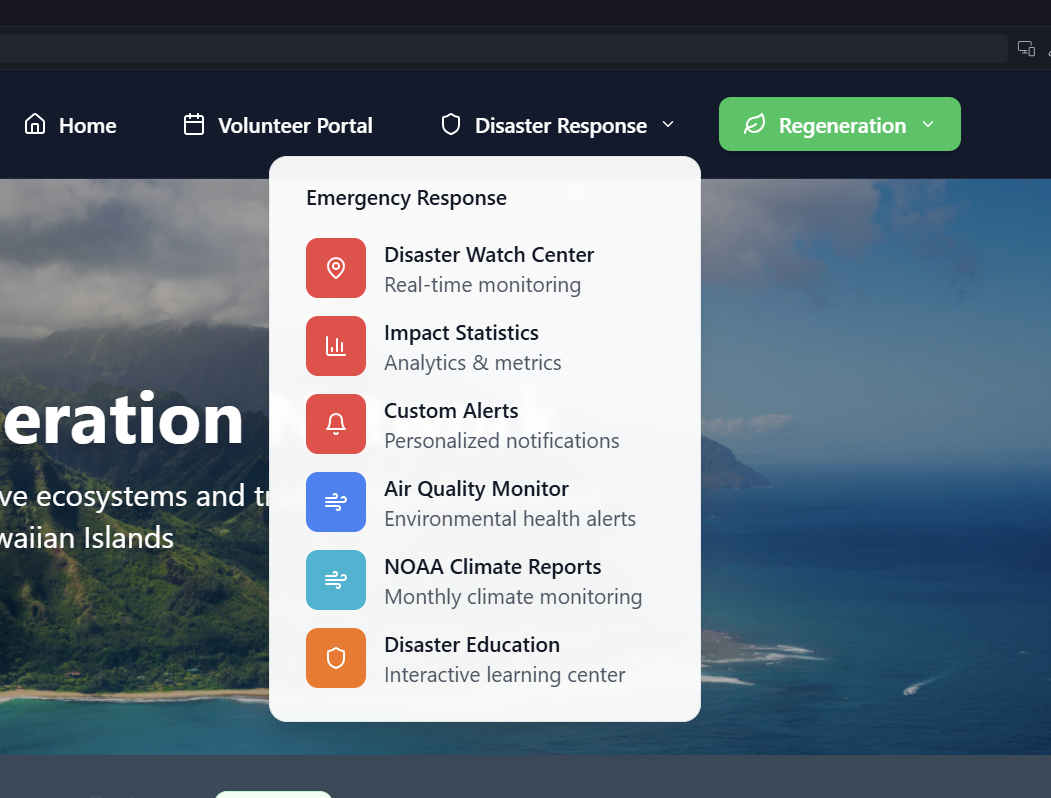 Home
Volunteer Portal
Disaster Response
Regeneration
Emergency Response
Disaster Watch Center
Real-time monitoring
Impact Statistics
Analytics & metrics
Custom Alerts
Personalized notifications
Air Quality Monitor
Environmental health alerts
NOAA Climate Reports
Monthly climate monitoring
Disaster Education
Interactive learning center
eration
ve ecosystems and
waiian Islands